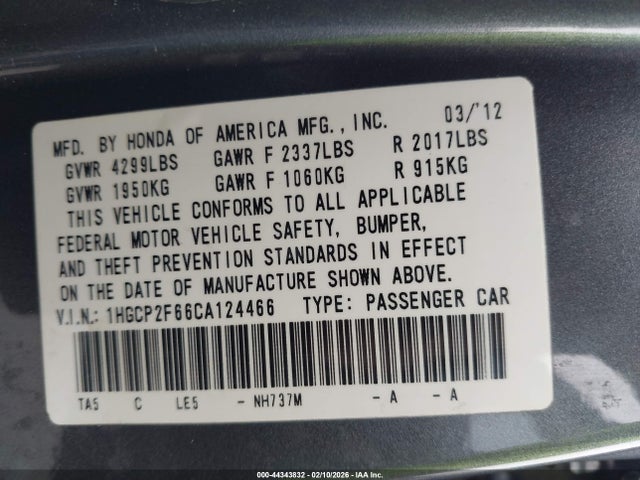 MFD. BY HONDA OF AMERICA MFG., INC. 03/'12
GVWR 4299LBS GAWR F 2337LBS R 2017LBS
GVWR 1950KG GAWR F 1060KG R 915KG
THIS VEHICLE CONFORMS TO ALL APPLICABLE
FEDERAL MOTOR VEHICLE SAFETY, BUMPER,
AND THEFT PREVENTION STANDARDS IN EFFECT
ON THE DATE OF MANUFACTURE SHOWN ABOVE.
V.I.N.: 1HGCP2F66CA124466 TYPE: PASSENGER CAR
TA5 C LE5 - NH737M - A - A
000-44343832 - 02/10/2026 - IAA Inc.